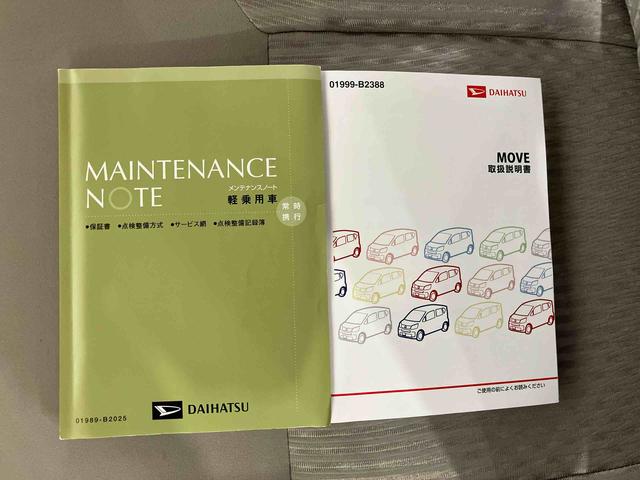 MAINTENANCE
NOTE
メンテナンスノート
軽乗用車
常時
携行
●保証書 ●点検整備方式 ●サービス網 ●点検整備記録簿
DAIHATSU
01989-B2025
01999-B2388
DAIHATSU
MOVE
取扱説明書
ご使用の前によくお読みください